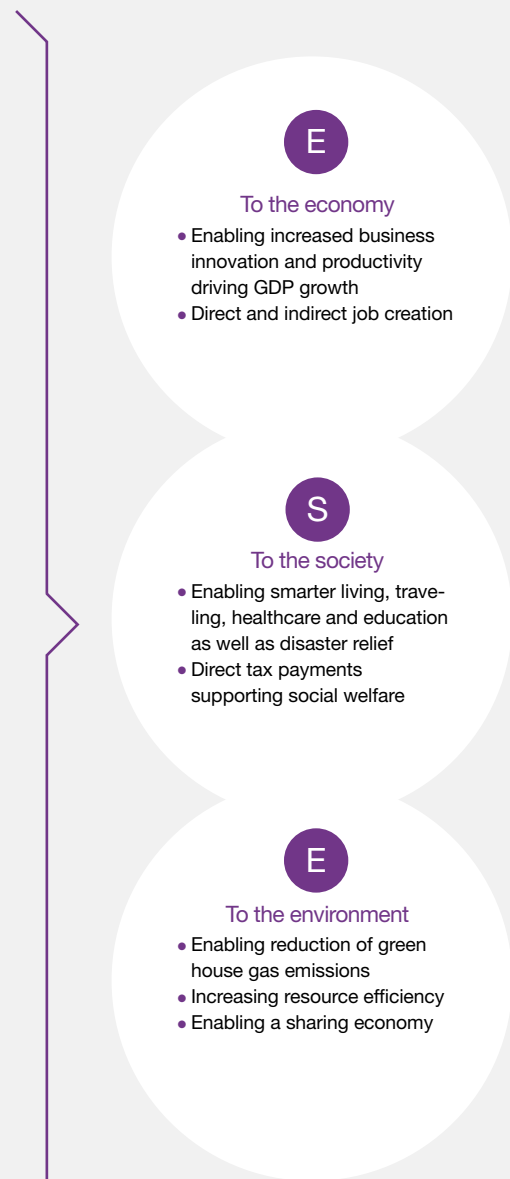 E
To the economy
• Enabling increased business
innovation and productivity
driving GDP growth
• Direct and indirect job creation
S
To the society
• Enabling smarter living, trave-
ling, healthcare and education
as well as disaster relief
• Direct tax payments
supporting social welfare
E
To the environment
• Enabling reduction of green
house gas emissions
• Increasing resource efficiency
• Enabling a sharing economy